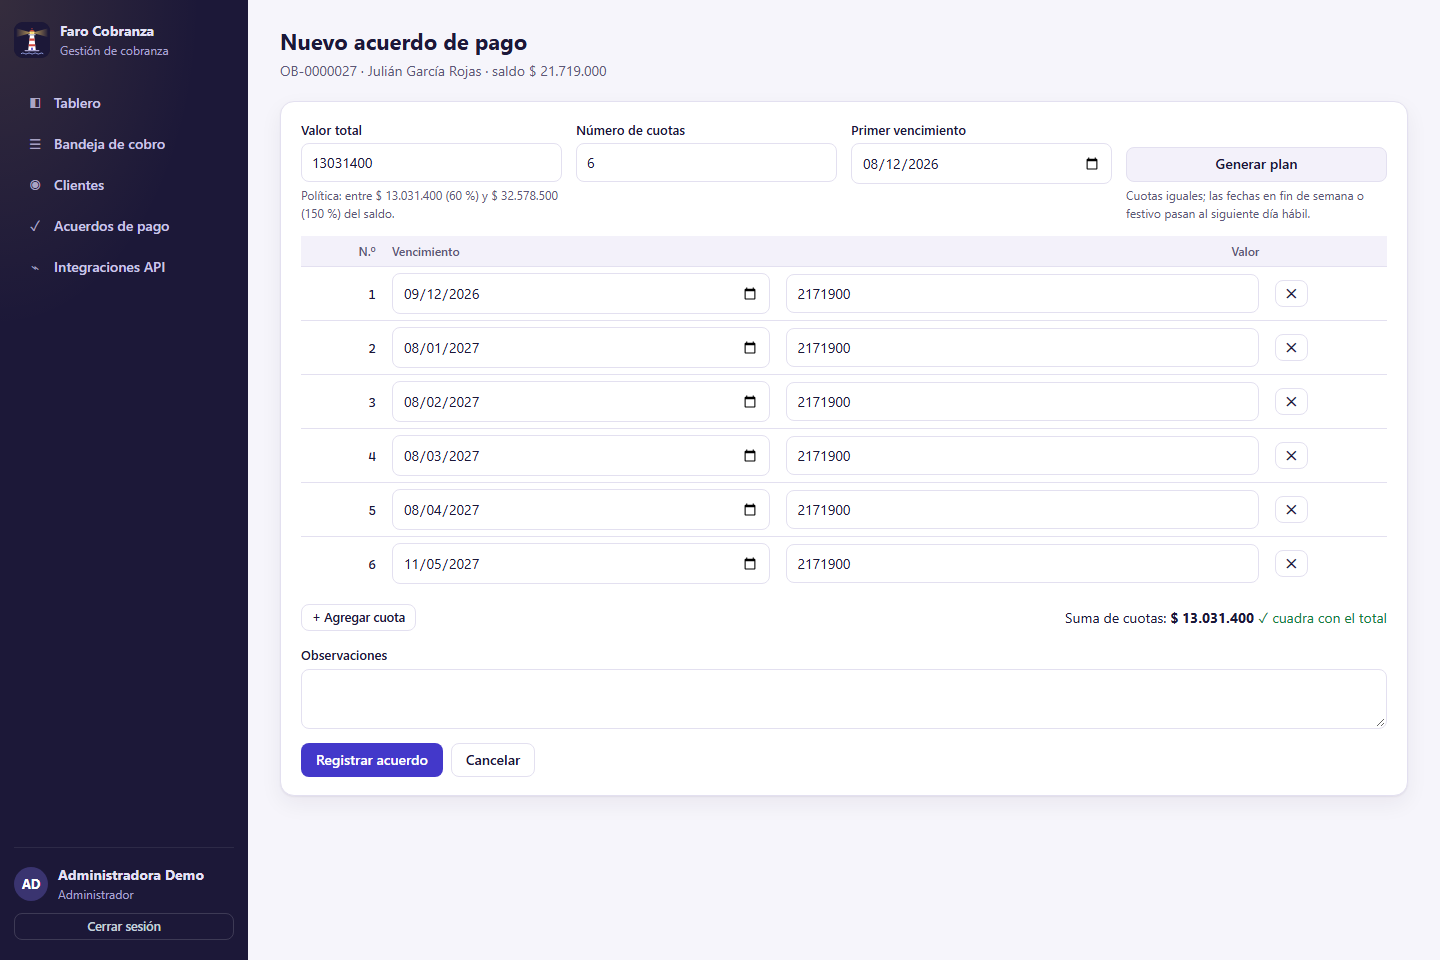 Faro Cobranza
Gestión de cobranza
Tablero
Bandeja de cobro
Clientes
Acuerdos de pago
Integraciones API
Administradora Demo
AD
Administrador
Cerrar sesión
Nuevo acuerdo de pago
OB-0000027 · Julián García Rojas · saldo $ 21.719.000
Valor total
13031400
Política: entre $ 13.031.400 (60 %) y $ 32.578.500
(150 %) del saldo.
Número de cuotas
6
Primer vencimiento
08/12/2026
Generar plan
Cuotas iguales; las fechas en fin de semana o
festivo pasan al siguiente día hábil.
N.º Vencimiento Valor
1 09/12/2026 2171900
2 08/01/2027 2171900
3 08/02/2027 2171900
4 08/03/2027 2171900
5 08/04/2027 2171900
6 11/05/2027 2171900
+ Agregar cuota
Suma de cuotas: $ 13.031.400 ✓ cuadra con el total
Observaciones
Registrar acuerdo
Cancelar